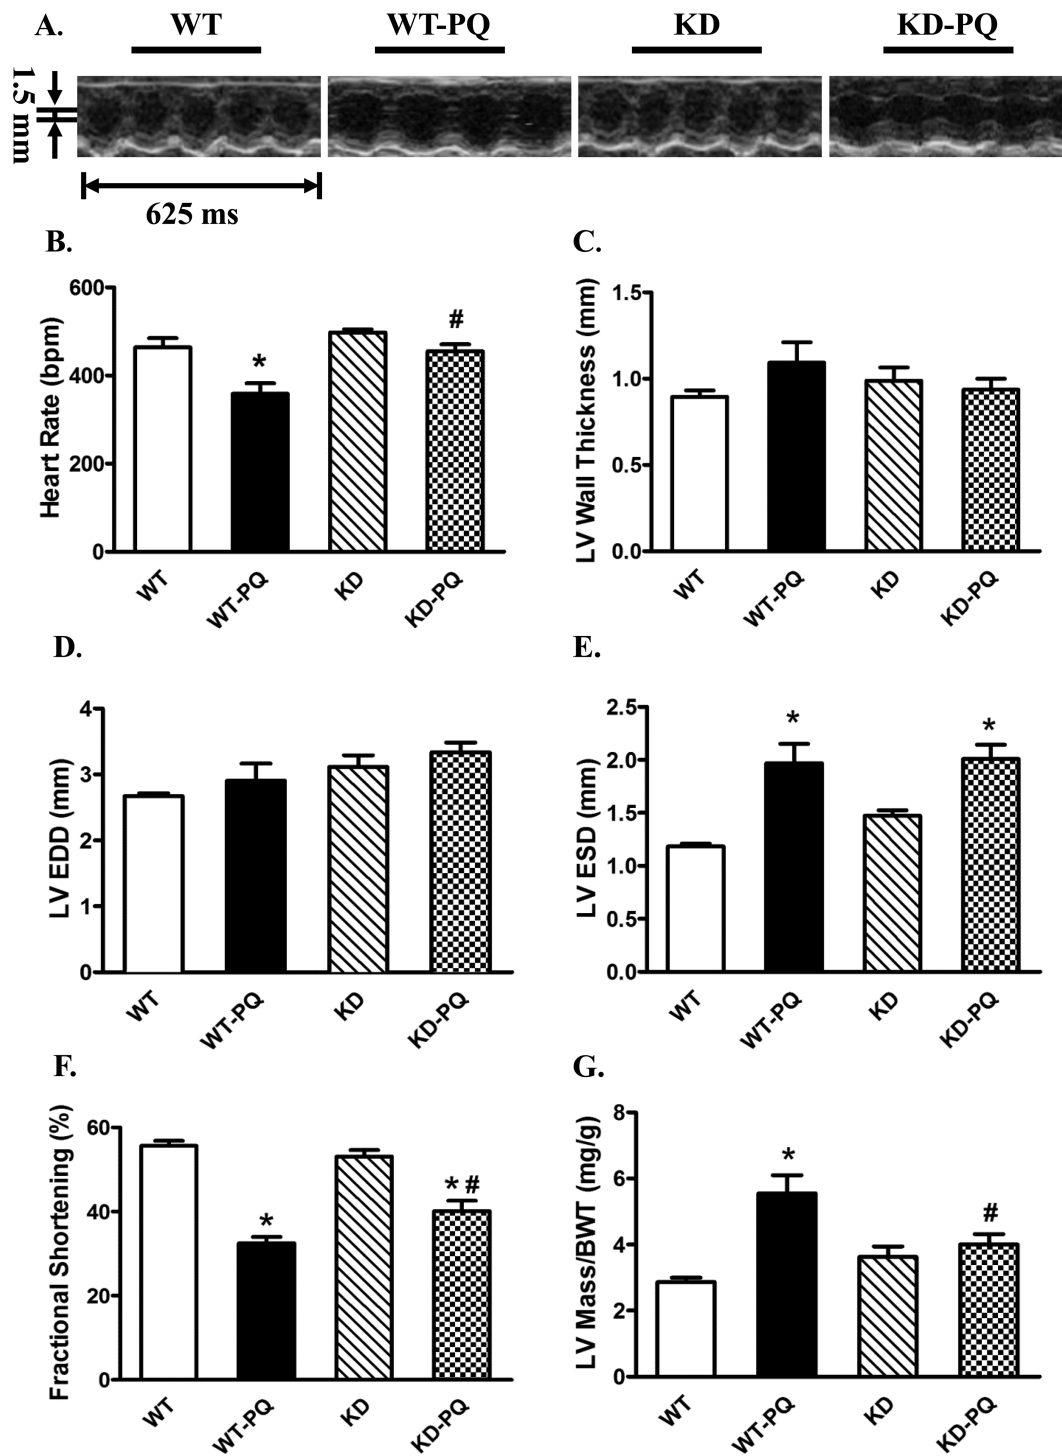 A. WT WT-PQ KD KD-PQ
1.5 mm
625 ms
B. C.
Heart Rate (bpm)
600
400
200
0
*
#
WT WT-PQ KD KD-PQ
LV Wall Thickness (mm)
1.5
1.0
0.5
0.0
WT WT-PQ KD KD-PQ
D. E.
LV EDD (mm)
4
3
2
1
0
WT WT-PQ KD KD-PQ
LV ESD (mm)
2.5
2.0
1.5
1.0
0.5
0.0
* *
WT WT-PQ KD KD-PQ
F. G.
Fractional Shortening (%)
60
40
20
0
*
* #
WT WT-PQ KD KD-PQ
LV Mass/BWT (mg/g)
8
6
4
2
0
*
#
WT WT-PQ KD KD-PQ